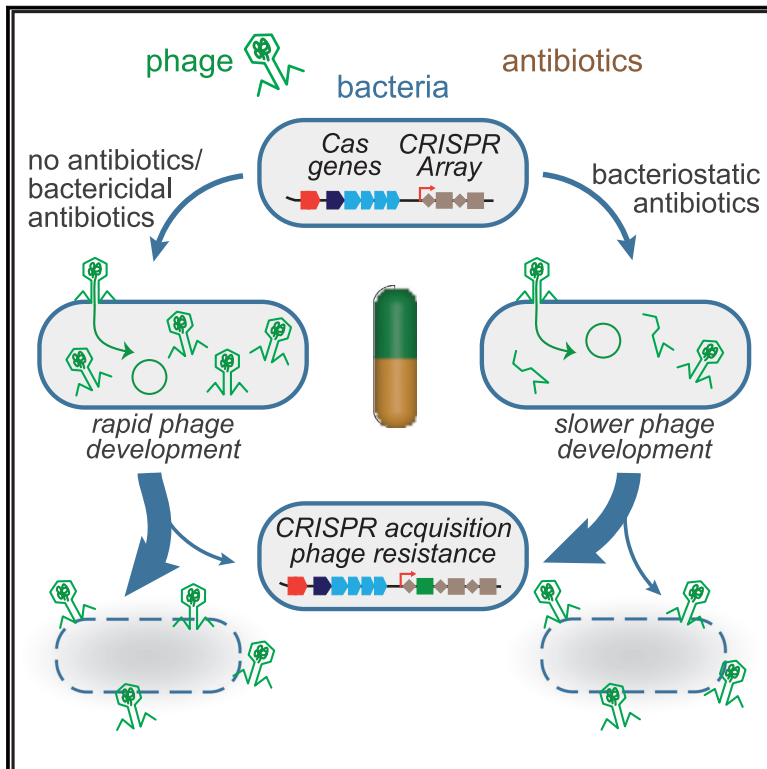 phage
antibiotics
bacteria
Cas
genes
CRISPR
Array
no antibiotics/
bactericidal
antibiotics
bacteriostatic
antibiotics
rapid phage
development
slower phage
development
CRISPR acquisition
phage resistance